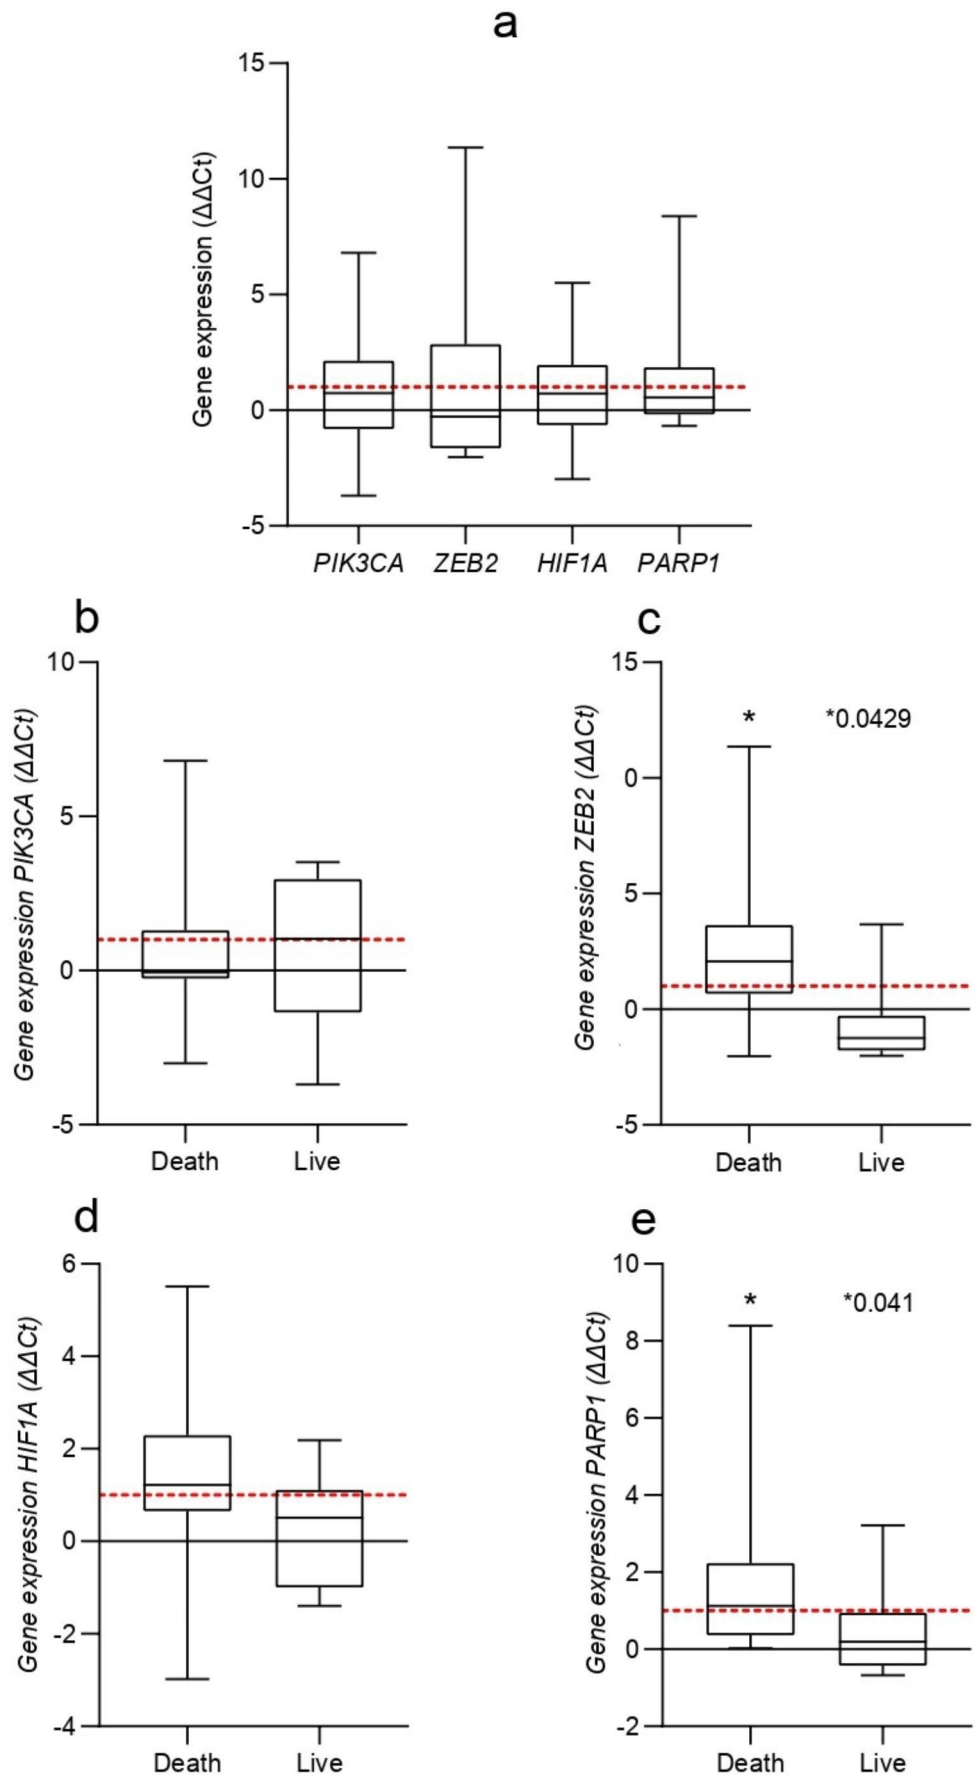 a
Gene expression (ΔΔCt)
15
10
5
0
-5
PIK3CA ZEB2 HIF1A PARP1
b
Gene expression PIK3CA (ΔΔCt)
10
5
0
-5
Death Live
c
Gene expression ZEB2 (ΔΔCt)
15
0
5
0
-5
* *0.0429
Death Live
d
Gene expression HIF1A (ΔΔCt)
6
4
2
0
-2
-4
Death Live
e
Gene expression PARP1 (ΔΔCt)
10
8
6
4
2
0
-2
* *0.041
Death Live